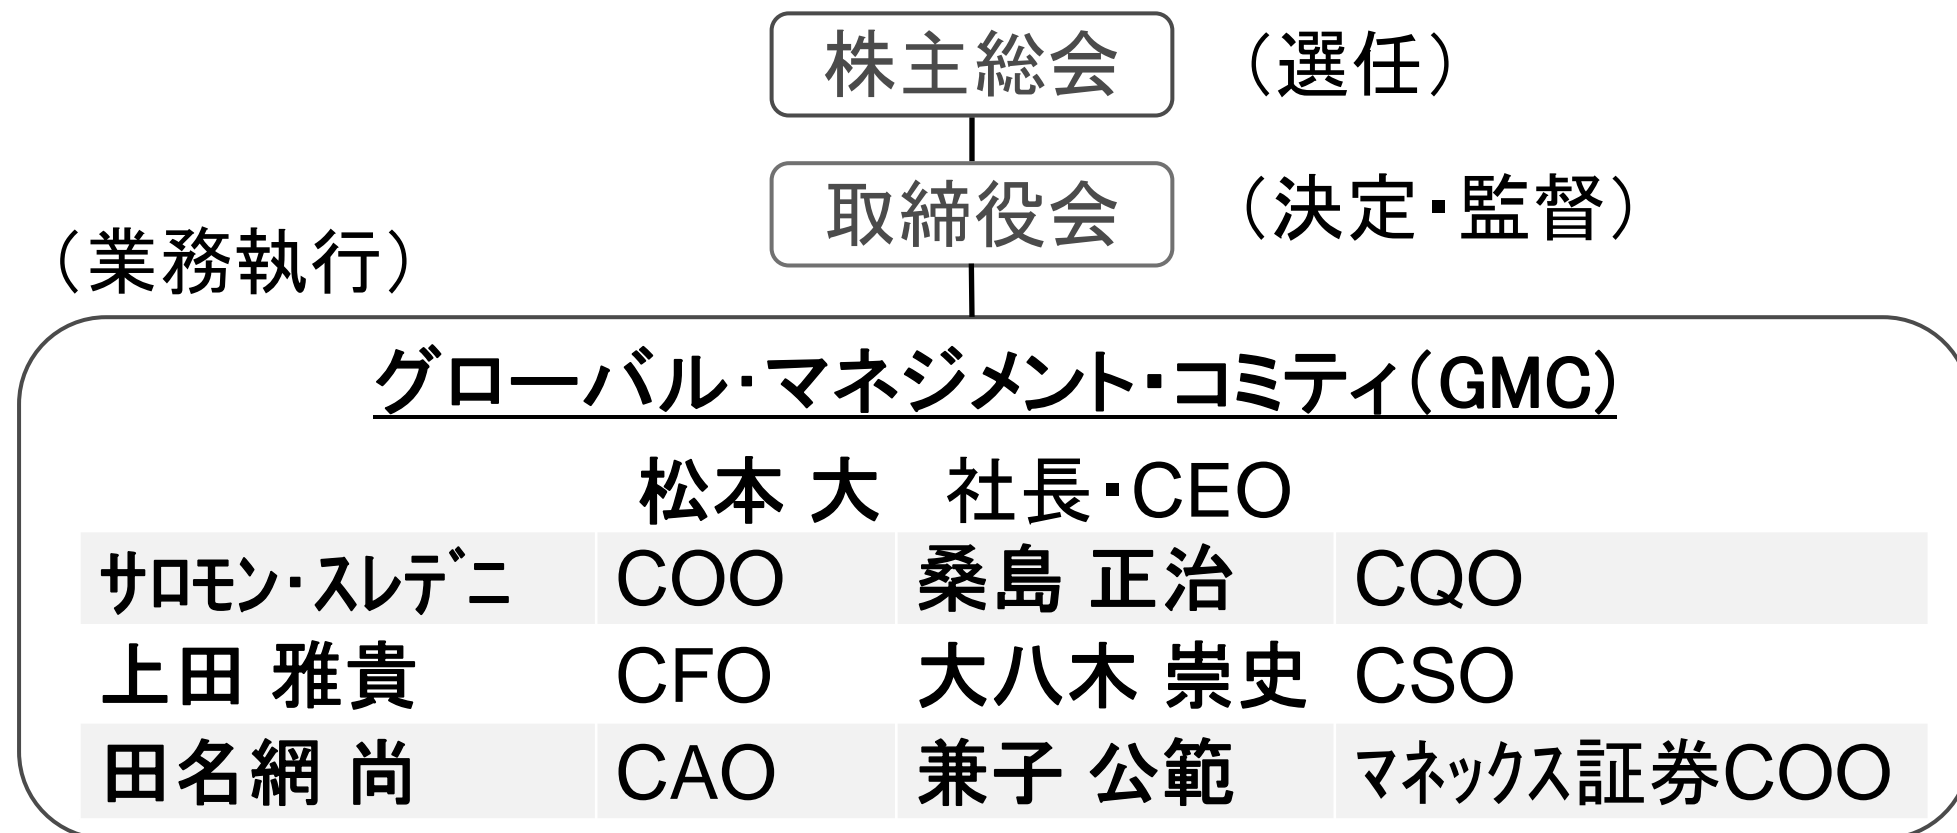 株主総会 (選任)
取締役会 (決定・監督)
(業務執行)
グローバル・マネジメント・コミティ(GMC)
松本 大 社長・CEO
サロモン・スレデニ COO 桑島 正治 CQO
上田 雅貴 CFO 大八木 崇史 CSO
田名網 尚 CAO 兼子 公範 マネックス証券COO